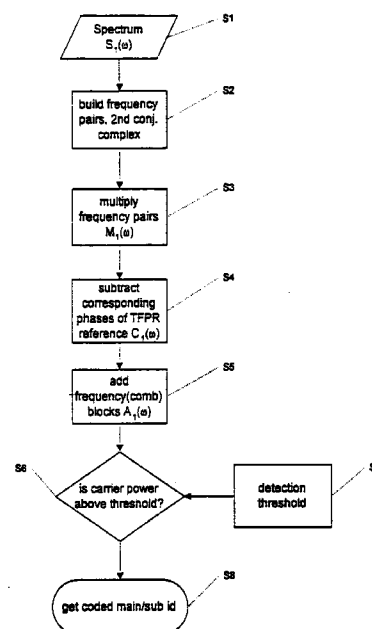 Spectrum
S₁(ω)
S1
build frequency
pairs, 2nd conj.
complex
S2
multiply
frequency pairs
M₁(ω)
S3
subtract
corresponding
phases of TFPR
reference C₁(ω)
S4
add
frequency(comb)
blocks A₁(ω)
S5
S6
is carrier power
above threshold?
detection
threshold
get coded main/sub id
S8